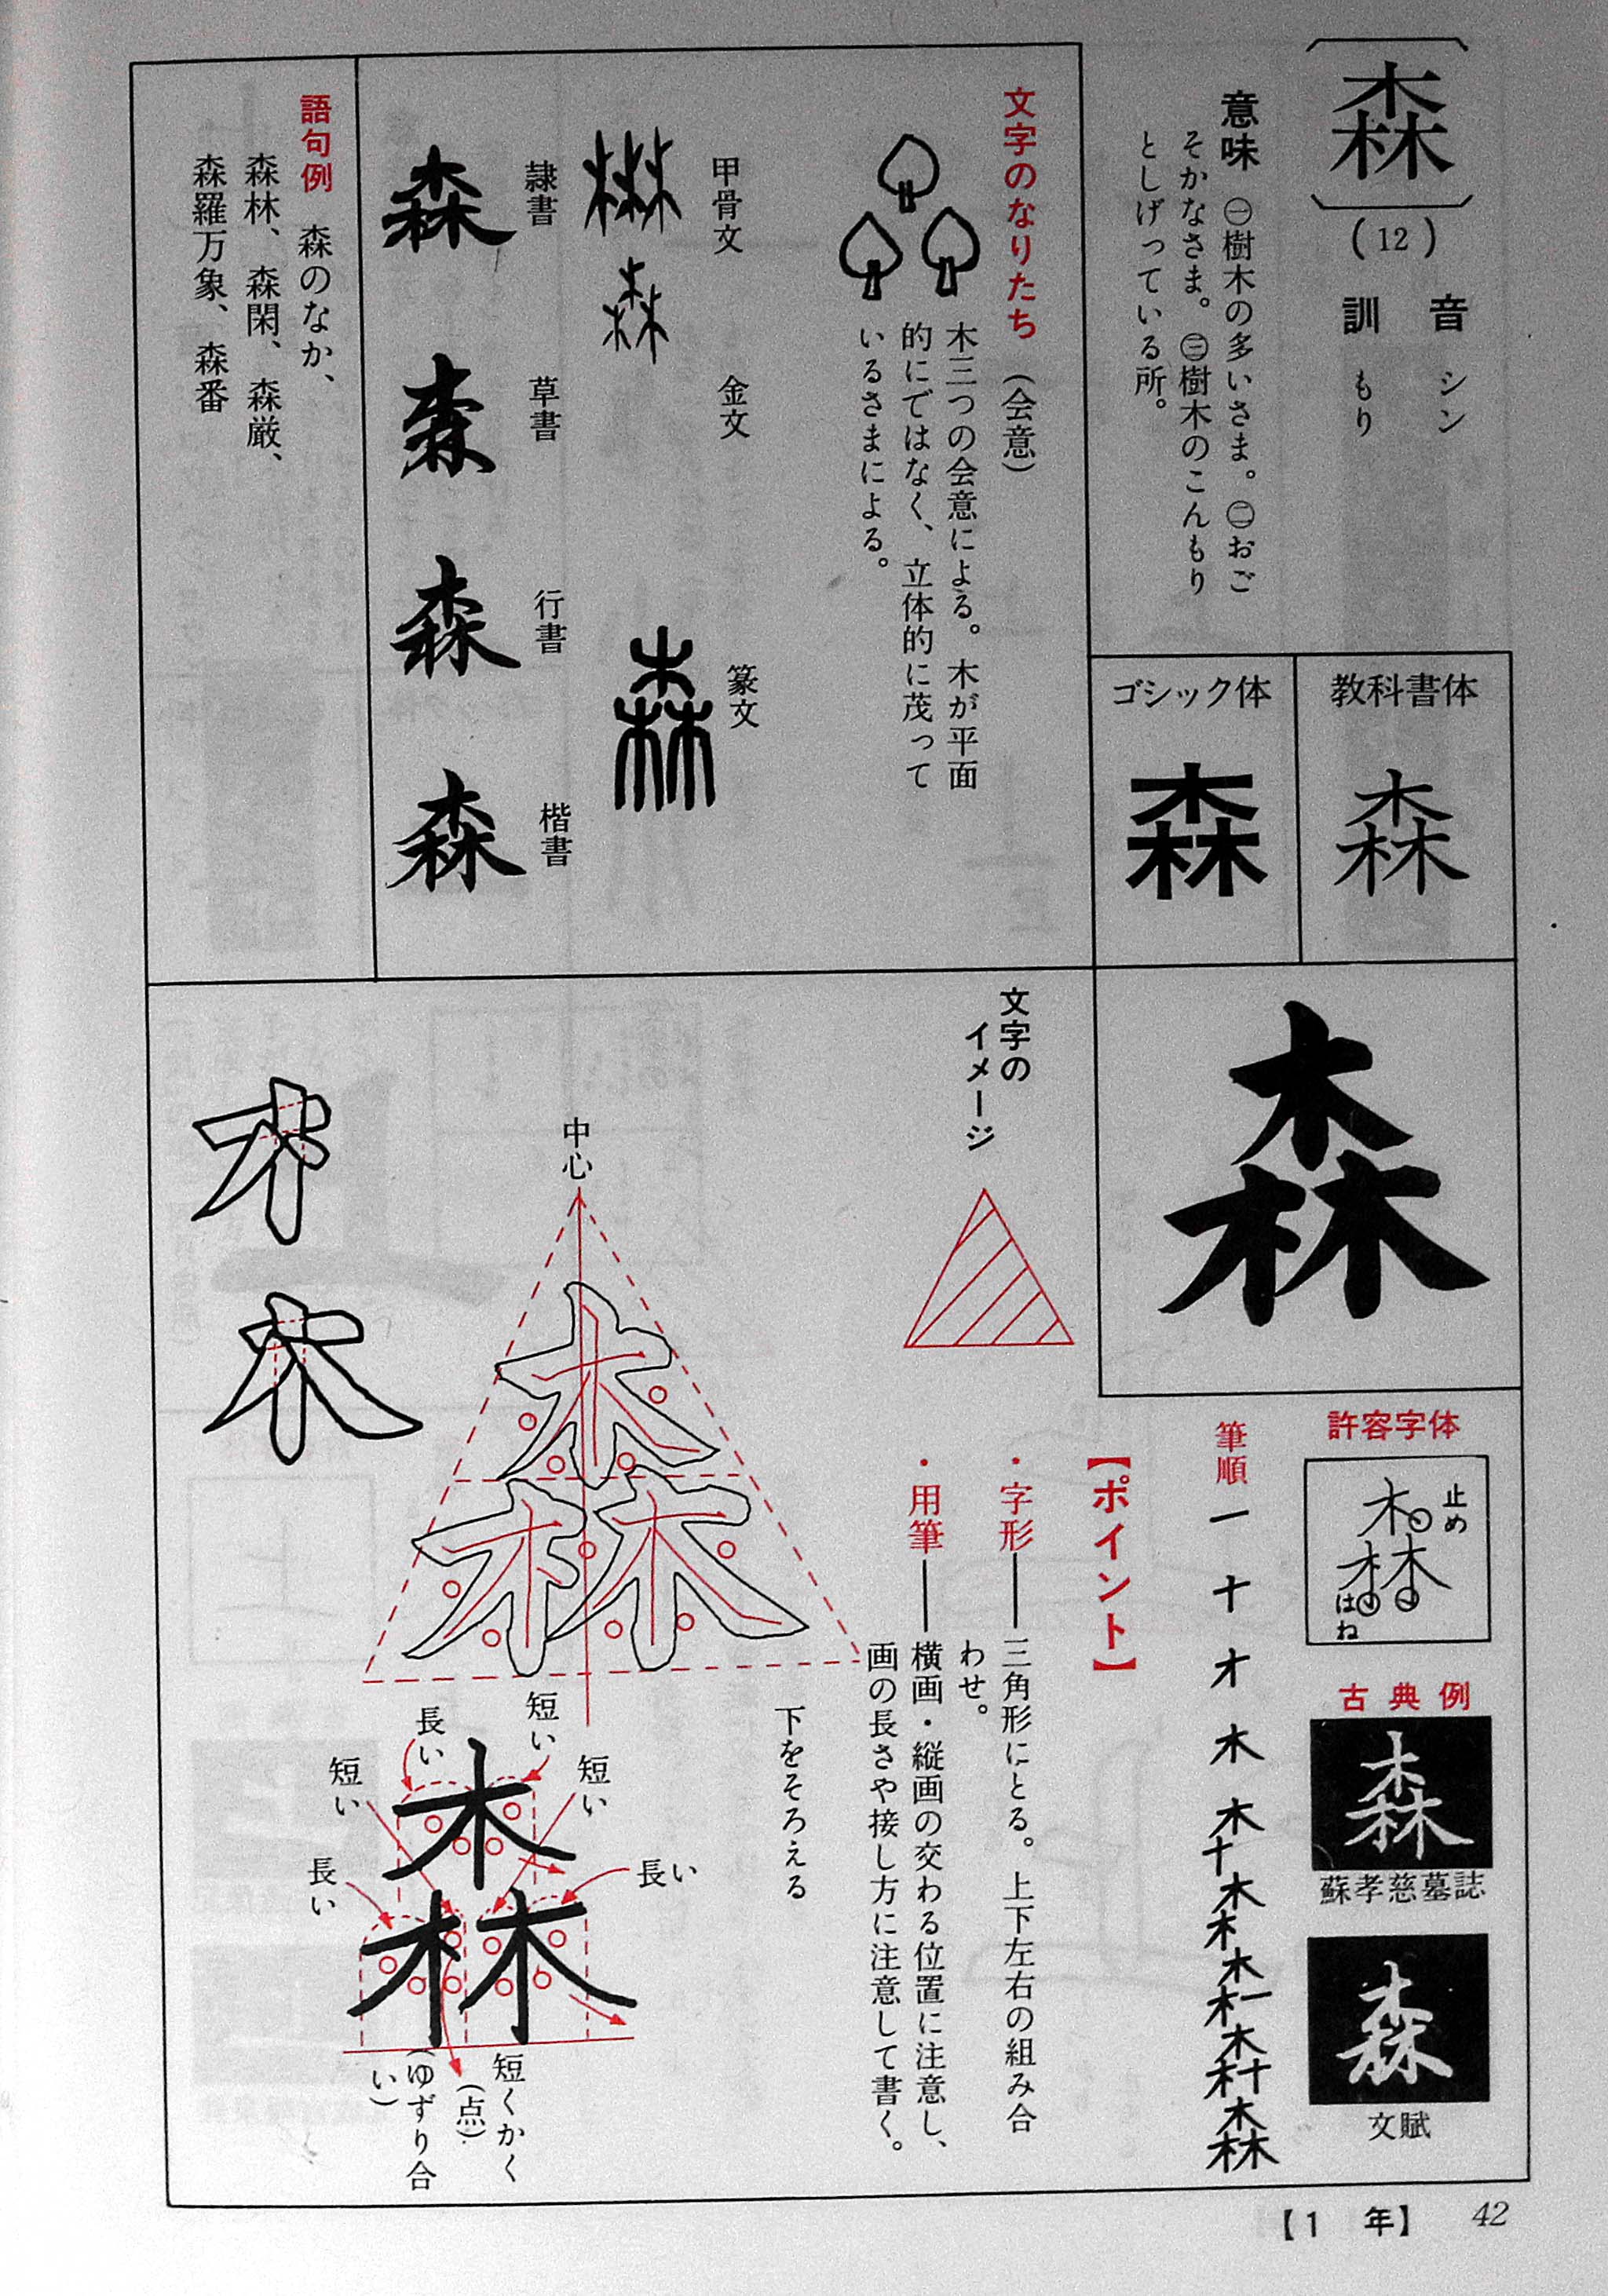 〔森〕(12)
音 シン
訓 もり
意味 ㊀樹木の多いさま。㊁おご
そかなさま。㊂樹木のこんもり
としげっている所。
教科書体
森
ゴシック体
森
文字のなりたち（会意）
木三つの会意による。木が平面
的にではなく、立体的に茂って
いるさまによる。
甲骨文
金文
篆文
森
隷書
森
草書
森
行書
森
楷書
森
語句例 森のなか、
森林、森閑、森厳、
森羅万象、森番
森
許容字体
止め
森
はね
古典例
森
蘇孝慈墓誌
森
文賦
筆順 一 十 才 木
【ポイント】
・字形――三角形にとる。上下左右の組み合
わせ。
・用筆――横画・縦画の交わる位置に注意し、
画の長さや接し方に注意して書く。
文字の
イメージ
中心
森
木
下をそろえる
短い
長い
短い
短い
長い
長い
森
短くかく
(点)
(ゆずり合
い)
【1 年】 42